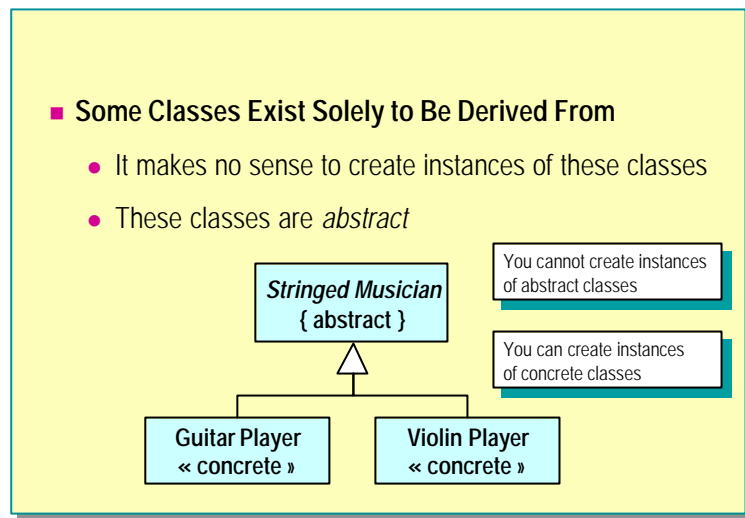 Some Classes Exist Solely to Be Derived From
It makes no sense to create instances of these classes
These classes are abstract
You cannot create instances
of abstract classes
Stringed Musician
{ abstract }
You can create instances
of concrete classes
Guitar Player
« concrete »
Violin Player
« concrete »